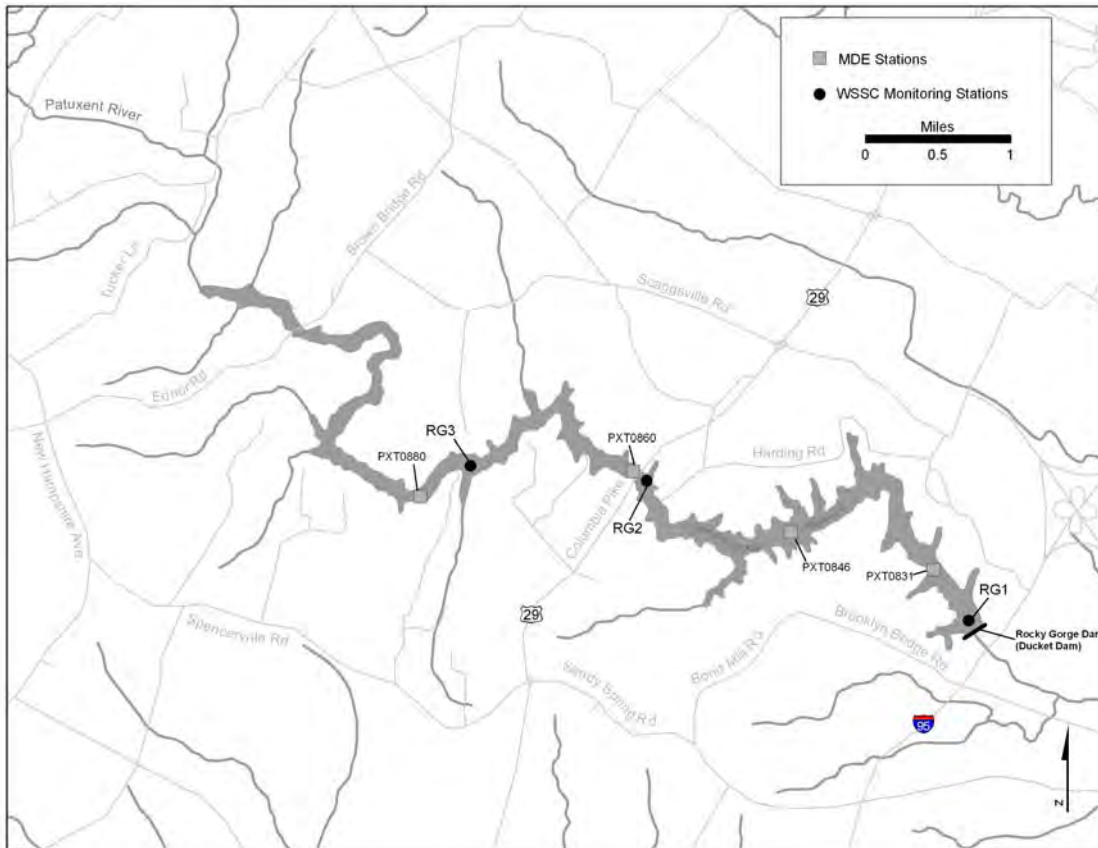 MDE Stations
WSSC Monitoring Stations
Miles
0 0.5 1
Patuxent River
Tucker Ln
Brown Bridge Rd
Scaggsville Rd
29
Ednor Rd
New Hampshire Ave
RG3
PXT0880
PXT0860
RG2
Columbia Pike
Harding Rd
PXT0846
PXT0831
RG1
Rocky Gorge Dam
(Ducket Dam)
Brooklyn Bridge Rd
Bond Mill Rd
29
Spencerville Rd
Sandy Spring Rd
95
N